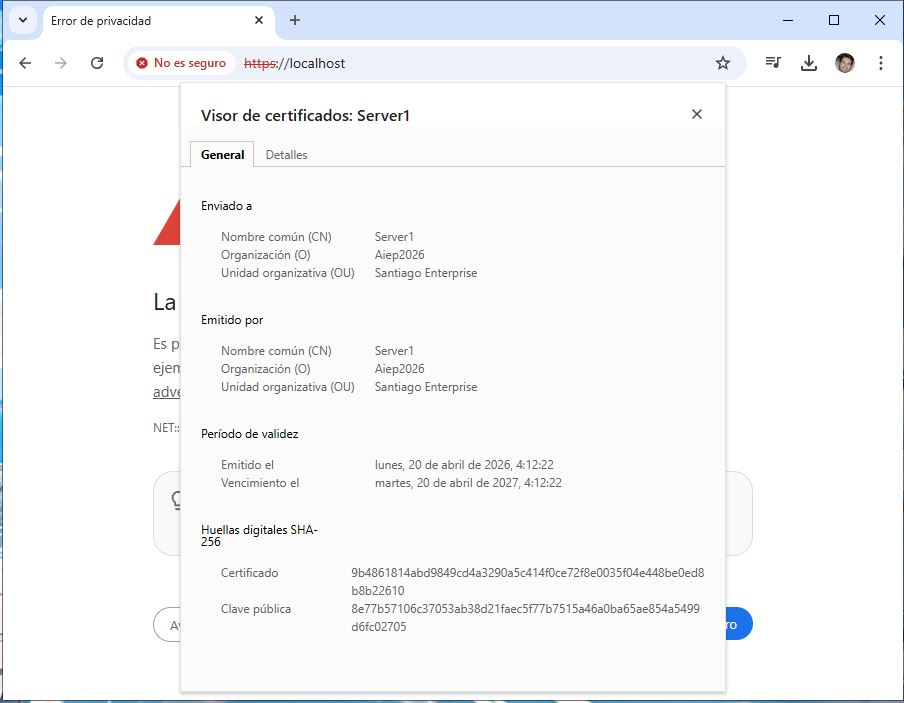 Error de privacidad
No es seguro https://localhost
Visor de certificados: Server1
General Detalles
Enviado a
Nombre común (CN) Server1
Organización (O) Aiep2026
Unidad organizativa (OU) Santiago Enterprise
Emitido por
Nombre común (CN) Server1
Organización (O) Aiep2026
Unidad organizativa (OU) Santiago Enterprise
Período de validez
Emitido el lunes, 20 de abril de 2026, 4:12:22
Vencimiento el martes, 20 de abril de 2027, 4:12:22
Huellas digitales SHA-
256
Certificado 9b4861814abd9849cd4a3290a5c414f0ce72f8e0035f04e448be0ed8
b8b22610
Clave pública 8e77b57106c37053ab38d21faec5f77b7515a46a0ba65ae854a5499
d6fc02705
La
Es p
ejem
adve
NET::